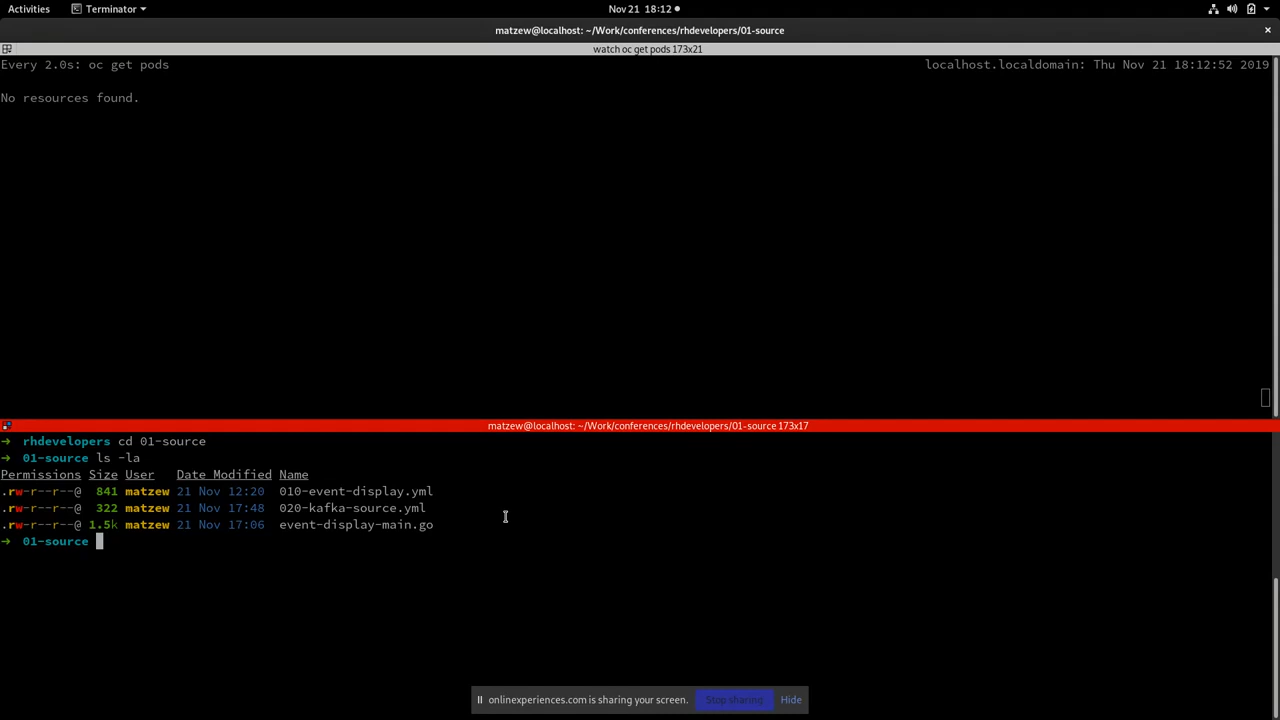 Activities Terminator Nov 21 18:12
matzew@localhost: ~/Work/conferences/rhdevelopers/01-source ×
watch oc get pods 173x21
Every 2.0s: oc get pods localhost.localdomain: Thu Nov 21 18:12:52 2019
No resources found.
matzew@localhost: ~/Work/conferences/rhdevelopers/01-source 173x17
→ rhdevelopers cd 01-source
→ 01-source ls -la
Permissions Size User Date Modified Name
.rw-r--r--@ 841 matzew 21 Nov 12:20 010-event-display.yml
.rw-r--r--@ 322 matzew 21 Nov 17:48 020-kafka-source.yml
.rw-r--r--@ 1.5k matzew 21 Nov 17:06 event-display-main.go
→ 01-source
onlinexperiences.com is sharing your screen. Stop sharing Hide